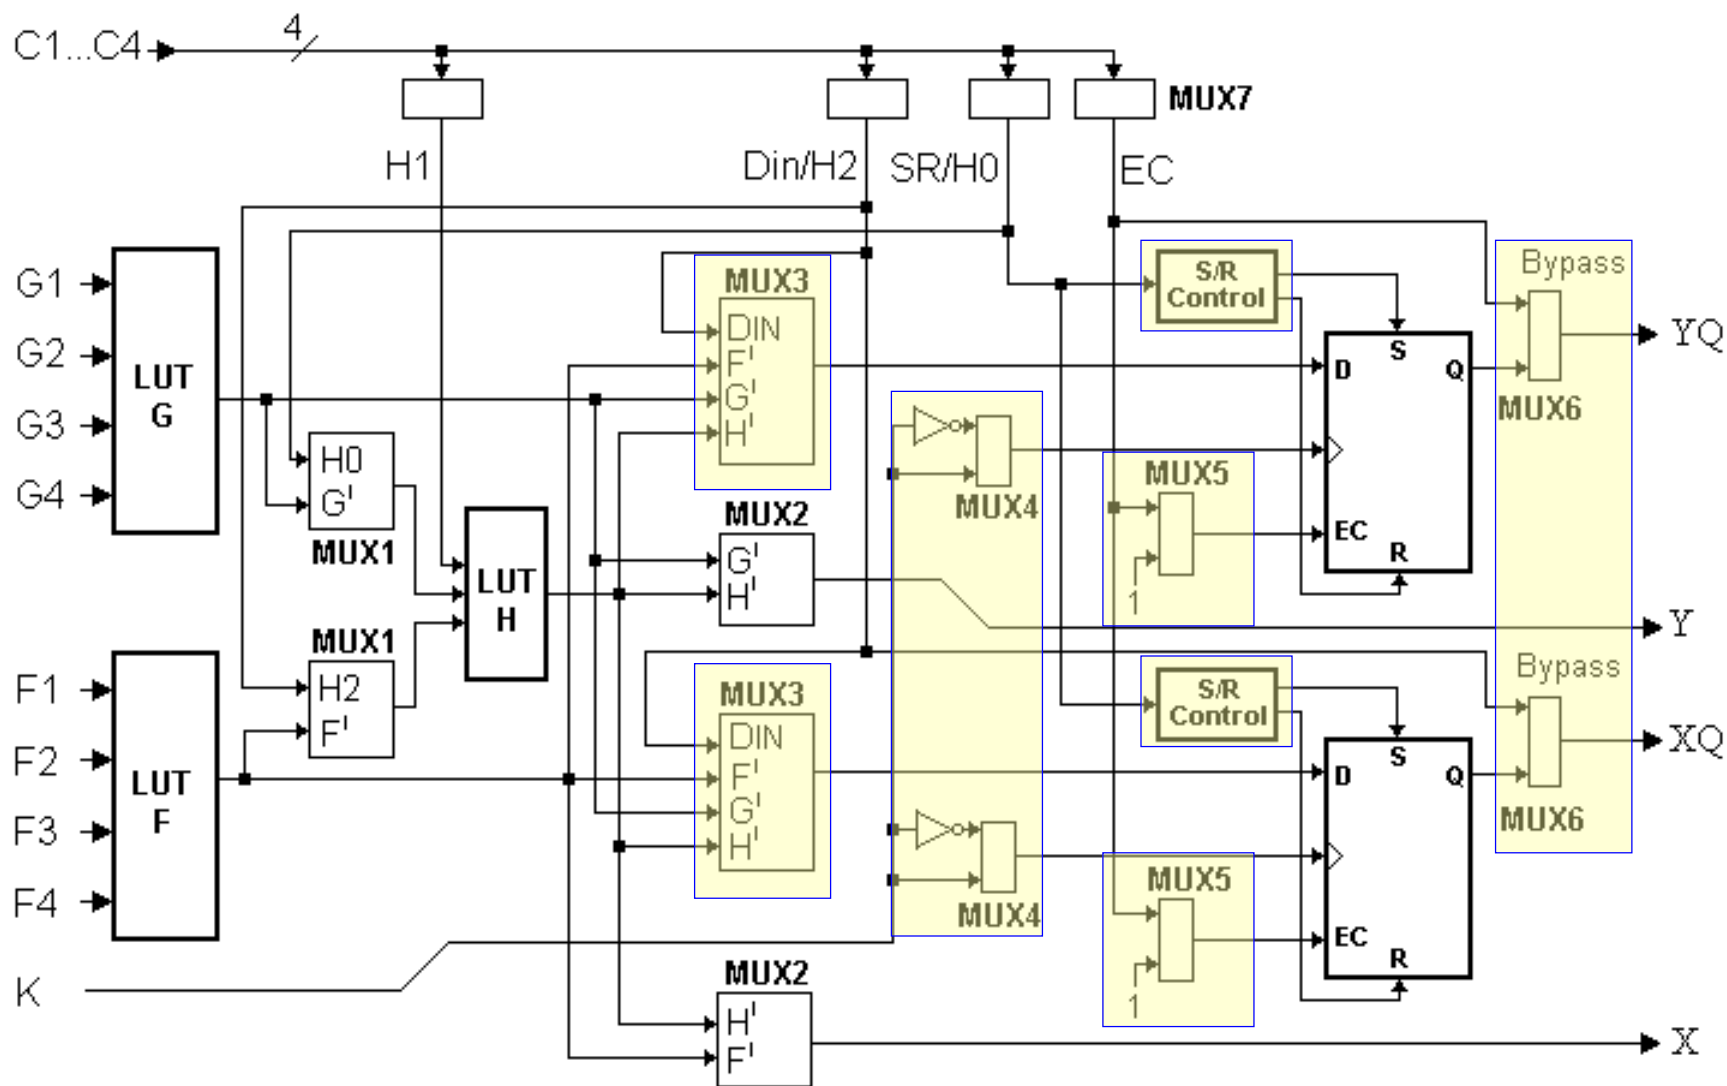 C1...C4
4
MUX7
H1
Din/H2
SR/H0
EC
G1
G2
G3
G4
LUT
G
H0
G'
MUX1
MUX3
DIN
F'
G'
H'
S/R
Control
Bypass
YQ
S
D
Q
EC
R
MUX6
MUX4
MUX5
1
MUX2
G'
H'
Y
LUT
H
MUX1
H2
F'
F1
F2
F3
F4
LUT
F
MUX3
DIN
F'
G'
H'
S/R
Control
Bypass
XQ
S
D
Q
EC
R
MUX6
MUX4
MUX5
1
K
MUX2
H'
F'
X